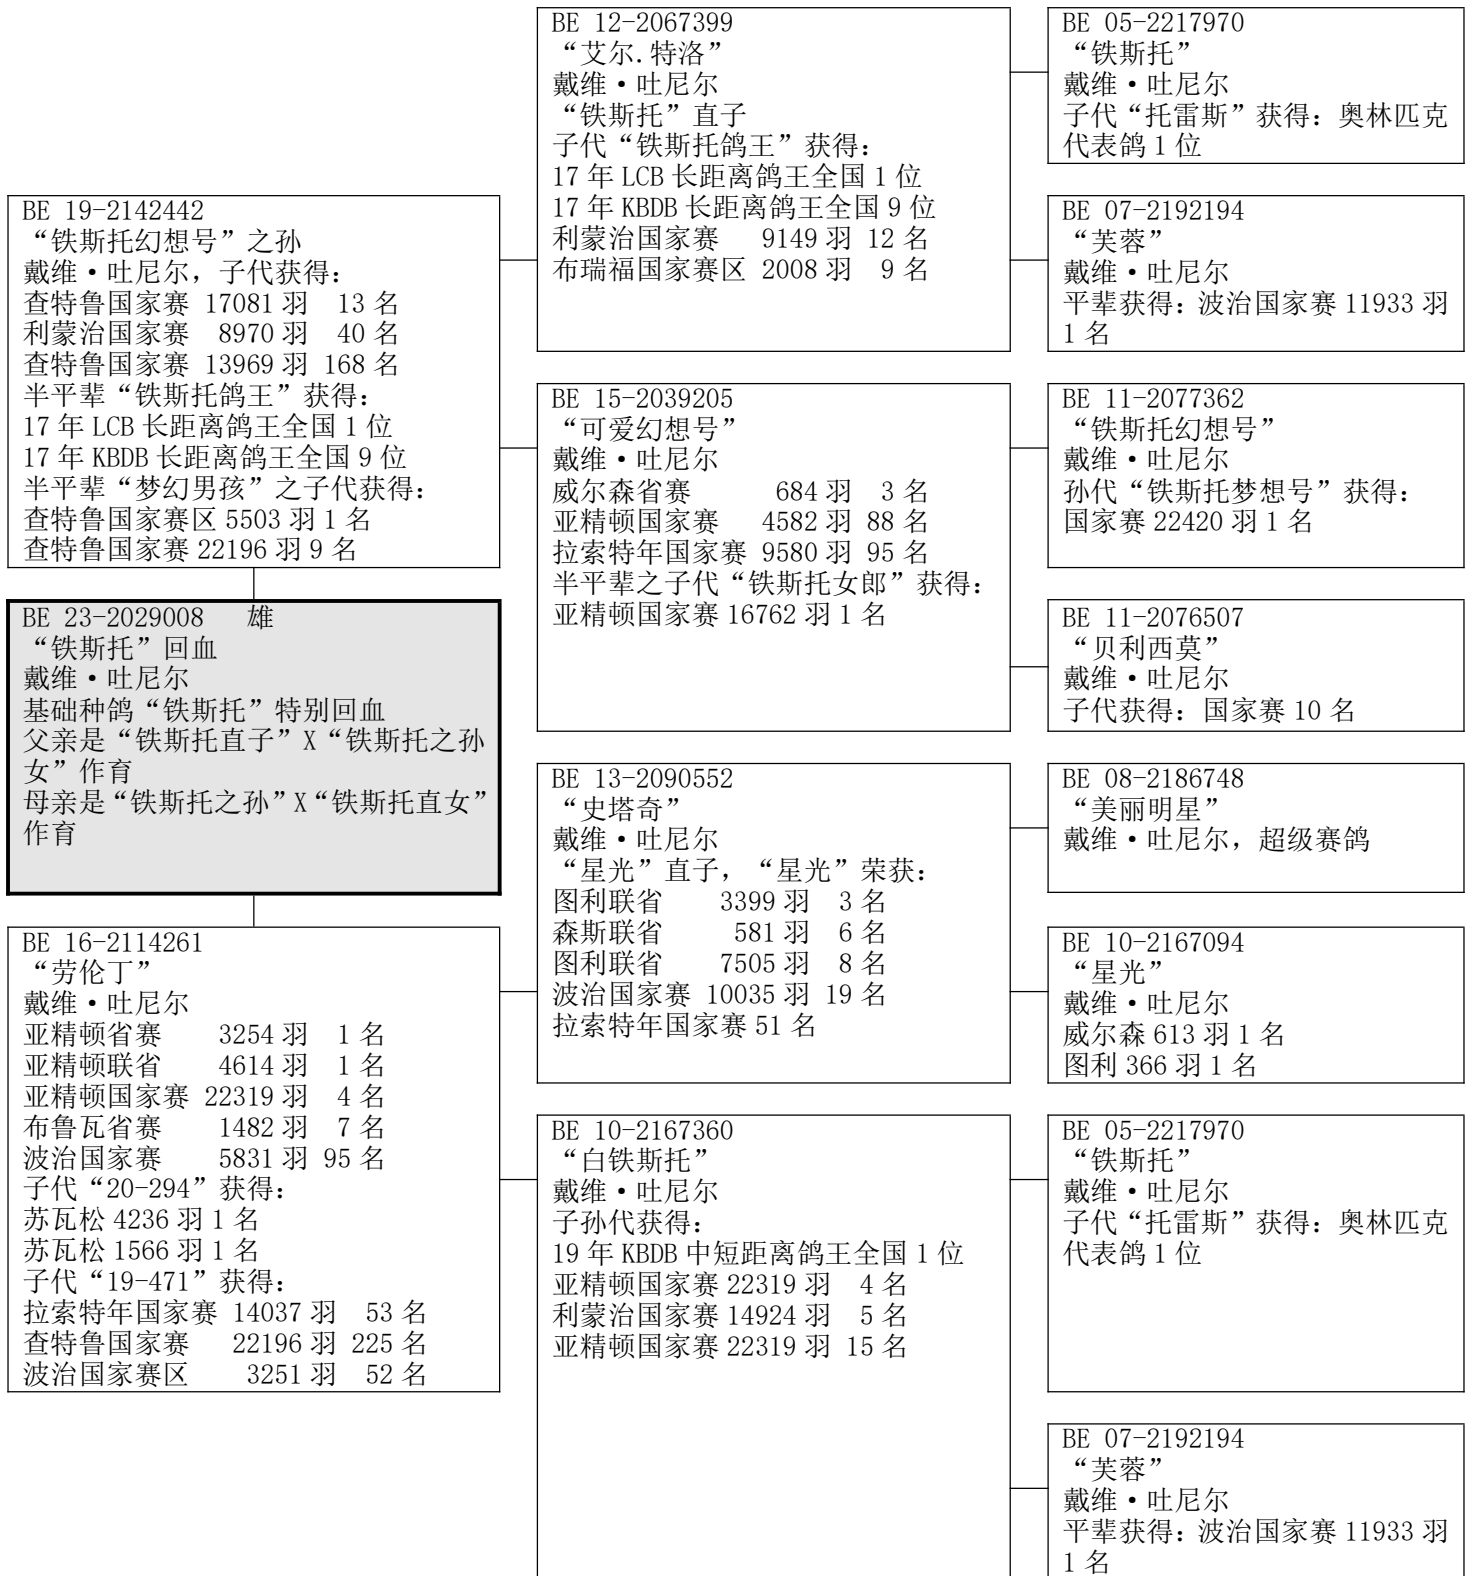 BE 19-2142442
“铁斯托幻想号”之孙
戴维·吐尼尔，子代获得：
查特鲁国家赛 17081 羽 13 名
利蒙治国家赛 8970 羽 40 名
查特鲁国家赛 13969 羽 168 名
半平辈“铁斯托鸽王”获得：
17 年 LCB 长距离鸽王全国 1 位
17 年 KBDB 长距离鸽王全国 9 位
半平辈“梦幻男孩”之子代获得：
查特鲁国家赛区 5503 羽 1 名
查特鲁国家赛 22196 羽 9 名
BE 23-2029008 雄
“铁斯托”回血
戴维·吐尼尔
基础种鸽“铁斯托”特别回血
父亲是“铁斯托直子”X“铁斯托之孙
女”作育
母亲是“铁斯托之孙”X“铁斯托直女”
作育
BE 16-2114261
“劳伦丁”
戴维·吐尼尔
亚精顿省赛 3254 羽 1 名
亚精顿联省 4614 羽 1 名
亚精顿国家赛 22319 羽 4 名
布鲁瓦省赛 1482 羽 7 名
波治国家赛 5831 羽 95 名
子代“20-294”获得：
苏瓦松 4236 羽 1 名
苏瓦松 1566 羽 1 名
子代“19-471”获得：
拉索特年国家赛 14037 羽 53 名
查特鲁国家赛 22196 羽 225 名
波治国家赛区 3251 羽 52 名
BE 12-2067399
“艾尔.特洛”
戴维·吐尼尔
“铁斯托”直子
子代“铁斯托鸽王”获得：
17 年 LCB 长距离鸽王全国 1 位
17 年 KBDB 长距离鸽王全国 9 位
利蒙治国家赛 9149 羽 12 名
布瑞福国家赛区 2008 羽 9 名
BE 15-2039205
“可爱幻想号”
戴维·吐尼尔
威尔森省赛 684 羽 3 名
亚精顿国家赛 4582 羽 88 名
拉索特年国家赛 9580 羽 95 名
半平辈之子代“铁斯托女郎”获得：
亚精顿国家赛 16762 羽 1 名
BE 13-2090552
“史塔奇”
戴维·吐尼尔
“星光”直子，“星光”荣获：
图利联省 3399 羽 3 名
森斯联省 581 羽 6 名
图利联省 7505 羽 8 名
波治国家赛 10035 羽 19 名
拉索特年国家赛 51 名
BE 10-2167360
“白铁斯托”
戴维·吐尼尔
子孙代获得：
19 年 KBDB 中短距离鸽王全国 1 位
亚精顿国家赛 22319 羽 4 名
利蒙治国家赛 14924 羽 5 名
亚精顿国家赛 22319 羽 15 名
BE 05-2217970
“铁斯托”
戴维·吐尼尔
子代“托雷斯”获得：奥林匹克
代表鸽 1 位
BE 07-2192194
“芙蓉”
戴维·吐尼尔
平辈获得：波治国家赛 11933 羽
1 名
BE 11-2077362
“铁斯托幻想号”
戴维·吐尼尔
孙代“铁斯托梦想号”获得：
国家赛 22420 羽 1 名
BE 11-2076507
“贝利西莫”
戴维·吐尼尔
子代获得：国家赛 10 名
BE 08-2186748
“美丽明星”
戴维·吐尼尔，超级赛鸽
BE 10-2167094
“星光”
戴维·吐尼尔
威尔森 613 羽 1 名
图利 366 羽 1 名
BE 05-2217970
“铁斯托”
戴维·吐尼尔
子代“托雷斯”获得：奥林匹克
代表鸽 1 位
BE 07-2192194
“芙蓉”
戴维·吐尼尔
平辈获得：波治国家赛 11933 羽
1 名